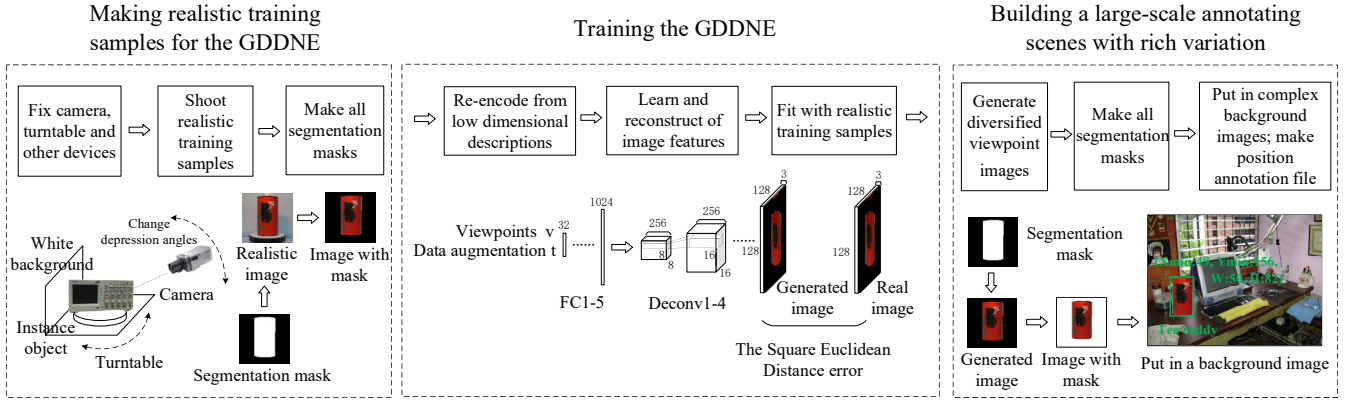 Making realistic training
samples for the GDDNE
Fix camera,
turntable and
other devices
Shoot
realistic
training
samples
Make all
segmentation
masks
Change
depression angles
White
background
Camera
Instance
object
Turntable
Realistic
image
Image with
mask
Segmentation mask
Training the GDDNE
Re-encode from
low dimensional
descriptions
Learn and
reconstruct of
image features
Fit with realistic
training samples
Viewpoints v
Data augmentation t
32
1024
FC1-5
256
8
8
256
16
16
Deconv1-4
3
128
128
Generated
image
3
128
128
Real
image
The Square Euclidean
Distance error
Building a large-scale annotating
scenes with rich variation
Generate
diversified
viewpoint
images
Make all
segmentation
masks
Put in complex
background
images; make
position
annotation file
Segmentation
mask
Generated
image
Image with
mask
W:50, H:82)
Tea caddy
Put in a background image